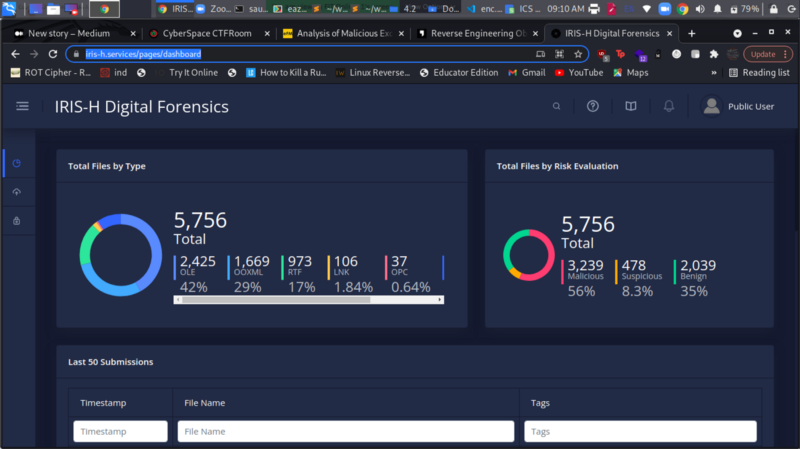 IRIS
Zoo...
sau
eaz
~/w
~/w
4.2
Do...
enc.
ICS
09:10 AM
79%
New story – Medium
CyberSpace CTFRoom
Analysis of Malicious Exc
Reverse Engineering Ob
IRIS-H Digital Forensics
iris-h.services/pages/dashboard
Update
ROT Cipher - R...
ind
Try It Online
How to Kill a Ru...
Linux Reverse...
Educator Edition
Gmail
YouTube
Maps
»
Reading list
IRIS-H Digital Forensics
Public User
Total Files by Type
5,756
Total
2,425 1,669 973 106 37
OLE OOXML RTF LNK OPC
42% 29% 17% 1.84% 0.64%
Total Files by Risk Evaluation
5,756
Total
3,239 478 2,039
Malicious Suspicious Benign
56% 8.3% 35%
Last 50 Submissions
Timestamp File Name Tags
Timestamp File Name Tags